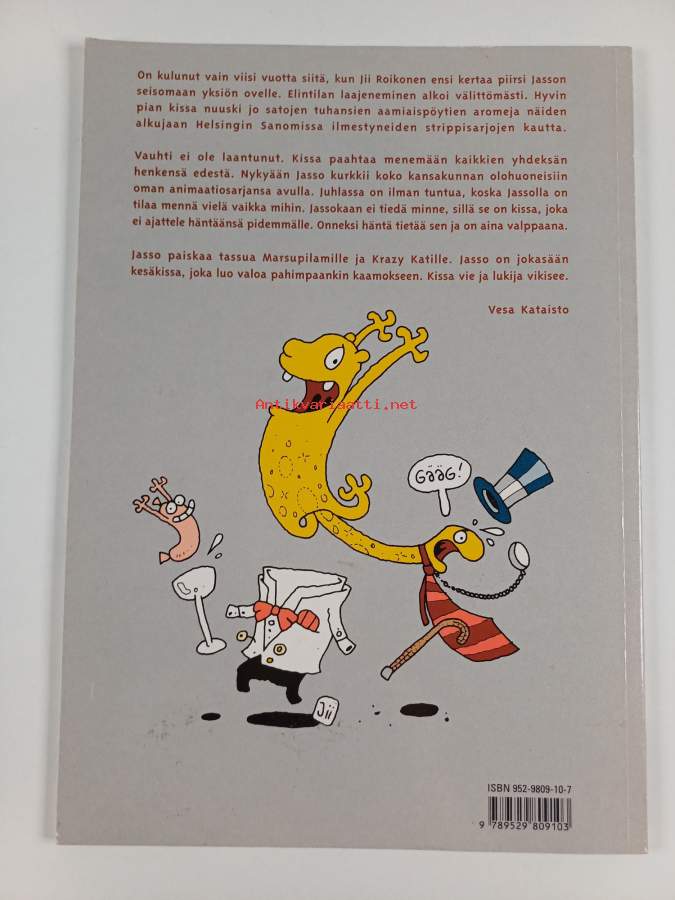 On kulunut vain viisi vuotta siitä, kun Jii Roikonen ensi kertaa piirsi Jasson
seisomaan yksiön ovelle. Elintilan laajeneminen alkoi välittömästi. Hyvin
pian kissa nuuski jo satojen tuhansien aamiaispöytien aromeja näiden
alkujaan Helsingin Sanomissa ilmestyneiden strippisarjojen kautta.
Vauhti ei ole laantunut. Kissa paahtaa menemään kaikkien yhdeksän
henkensä edestä. Nykyään Jasso kurkkii koko kansakunnan olohuoneisiin
oman animaatiosarjansa avulla. Juhlassa on ilman tuntua, koska Jassolla on
tilaa mennä vielä vaikka mihin. Jassokaan ei tiedä minne, sillä se on kissa, joka
ei ajattele häntäänsä pidemmälle. Onneksi häntä tietää sen ja on aina valppaana.
Jasso paiskaa tassua Marsupilamille ja Krazy Katille. Jasso on jokasään
kesäkissa, joka luo valoa pahimpaankin kaamokseen. Kissa vie ja lukija vikisee.
Vesa Kataisto
Antikvariaatti.net
GÄÄG!
Jii
ISBN 952-9809-10-7
9 789529 809103